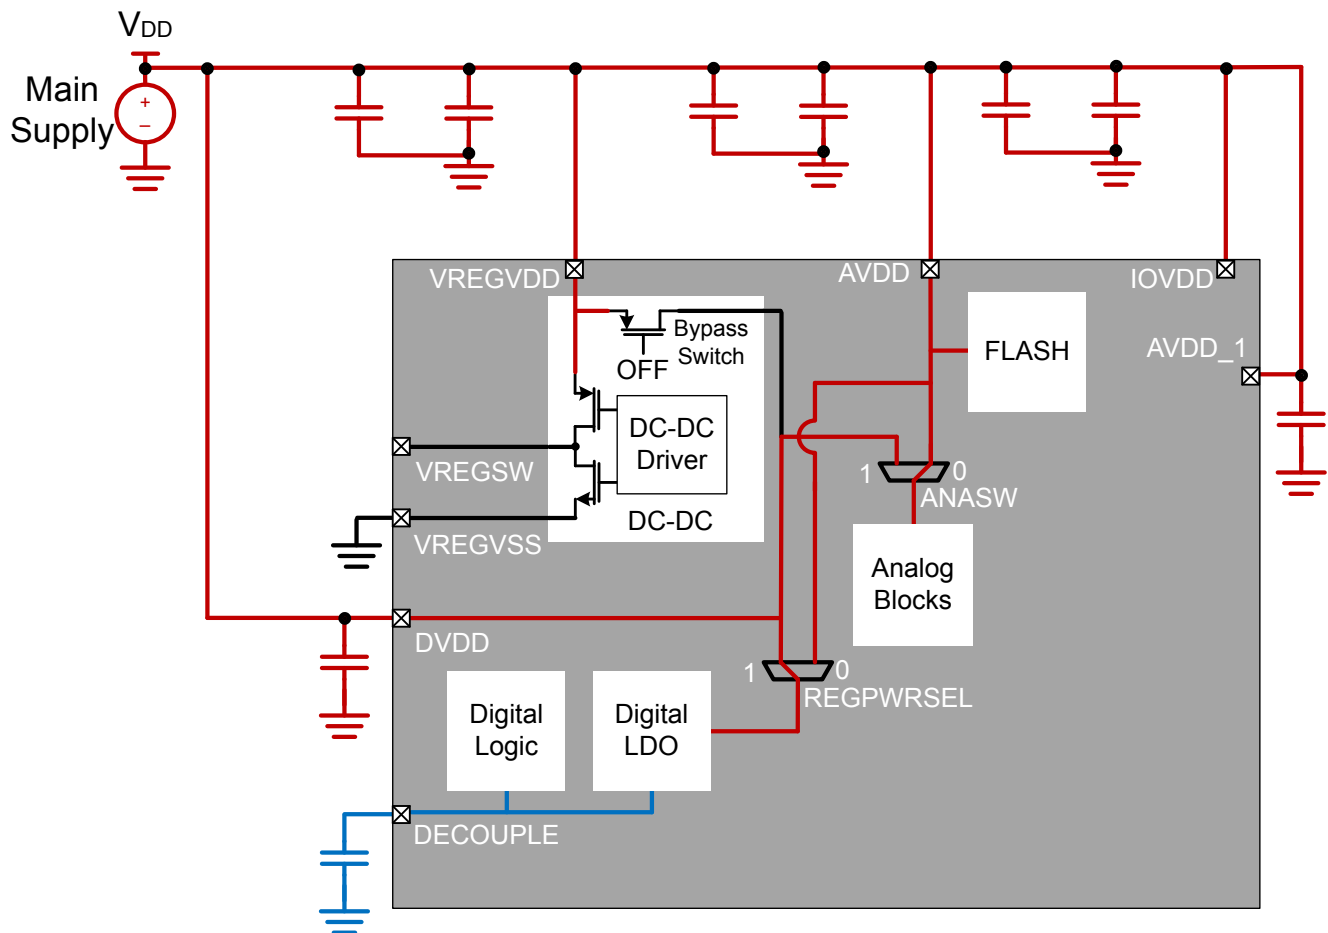 VDD
Main
Supply
+
–
VREGVDD
AVDD
IOVDD
Bypass
Switch
OFF
FLASH
AVDD_1
DC-DC
Driver
VREGSW
1
0
ANASW
DC-DC
VREGVSS
Analog
Blocks
DVDD
1
0
REGPWRSEL
Digital
Logic
Digital
LDO
DECOUPLE